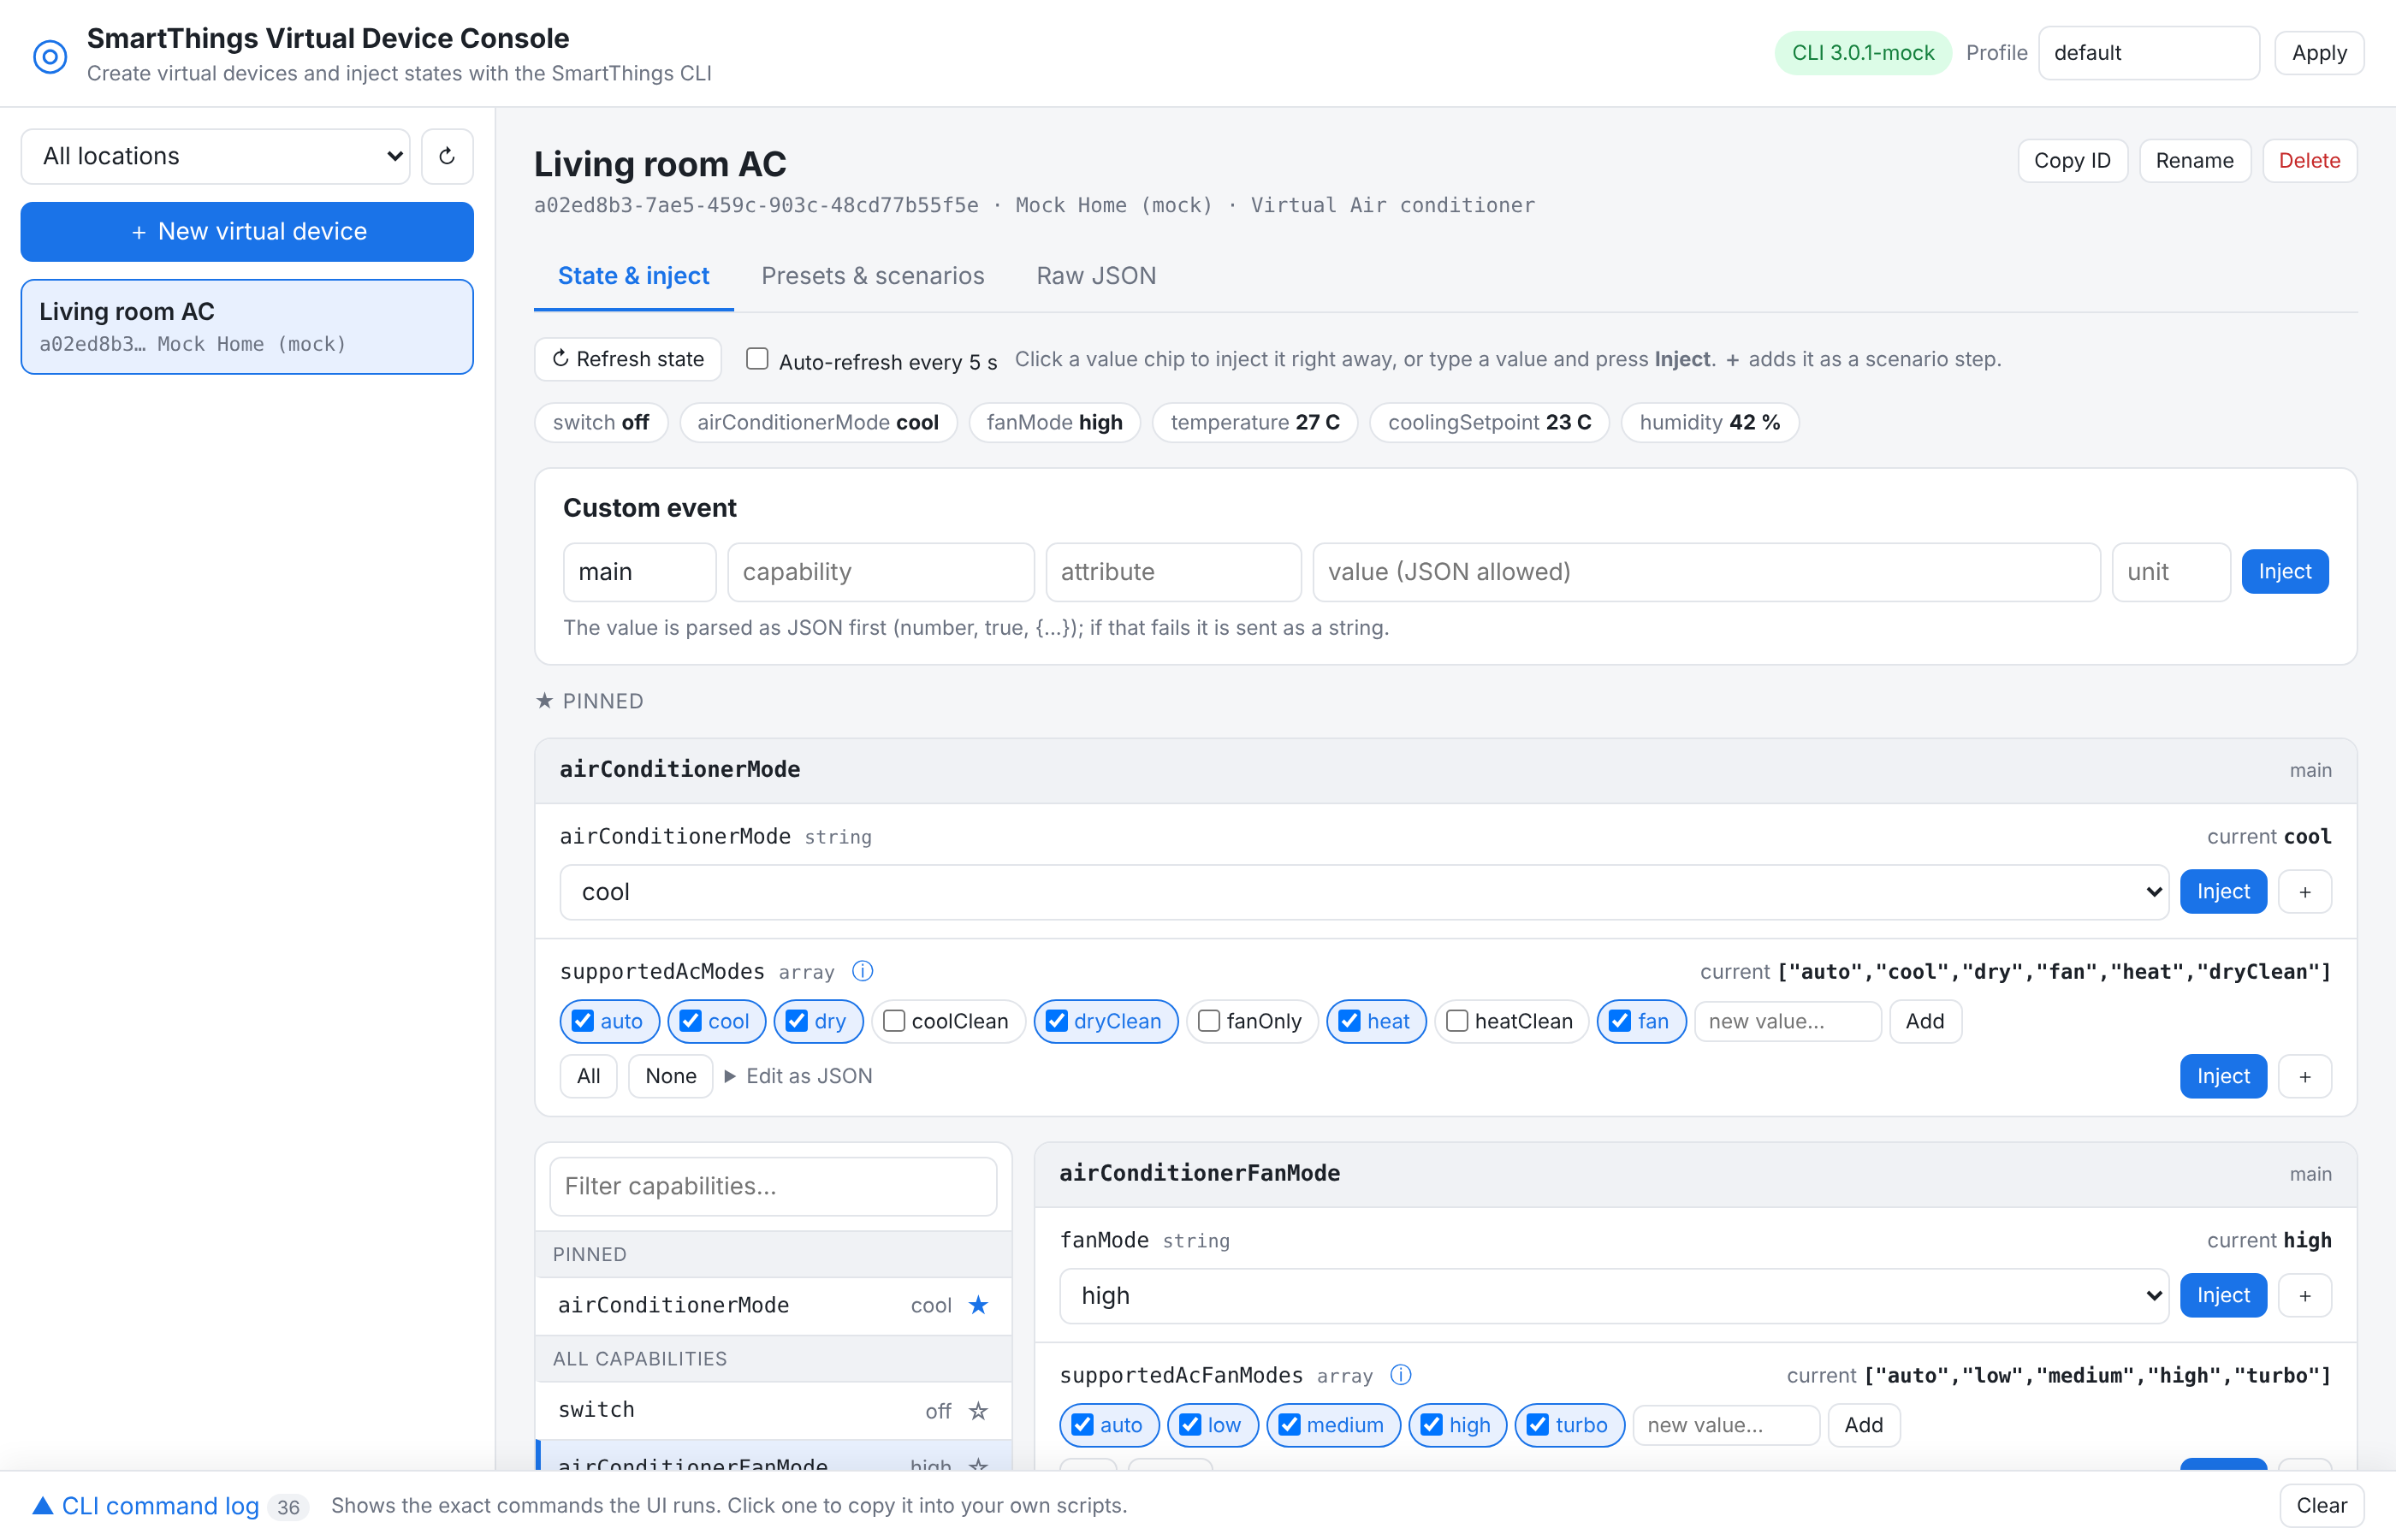 SmartThings Virtual Device Console
Create virtual devices and inject states with the SmartThings CLI
CLI 3.0.1-mock Profile default Apply
All locations ↻
+ New virtual device
Living room AC
a02ed8b3… Mock Home (mock)
Living room AC
a02ed8b3-7ae5-459c-903c-48cd77b55f5e · Mock Home (mock) · Virtual Air conditioner
Copy ID Rename Delete
State & inject Presets & scenarios Raw JSON
↻ Refresh state Auto-refresh every 5 s Click a value chip to inject it right away, or type a value and press Inject. + adds it as a scenario step.
switch off airConditionerMode cool fanMode high temperature 27 C coolingSetpoint 23 C humidity 42 %
Custom event
main capability attribute value (JSON allowed) unit Inject
The value is parsed as JSON first (number, true, {...}); if that fails it is sent as a string.
★ PINNED
airConditionerMode main
airConditionerMode string current cool
cool Inject +
supportedAcModes array ⓘ current ["auto","cool","dry","fan","heat","dryClean"]
auto cool dry coolClean dryClean fanOnly heat heatClean fan new value... Add
All None ▶ Edit as JSON Inject +
Filter capabilities...
PINNED
airConditionerMode cool ★
ALL CAPABILITIES
switch off ☆
airConditionerFanMode high ☆
airConditionerFanMode main
fanMode string current high
high Inject +
supportedAcFanModes array ⓘ current ["auto","low","medium","high","turbo"]
auto low medium high turbo new value... Add
▲ CLI command log 36 Shows the exact commands the UI runs. Click one to copy it into your own scripts. Clear